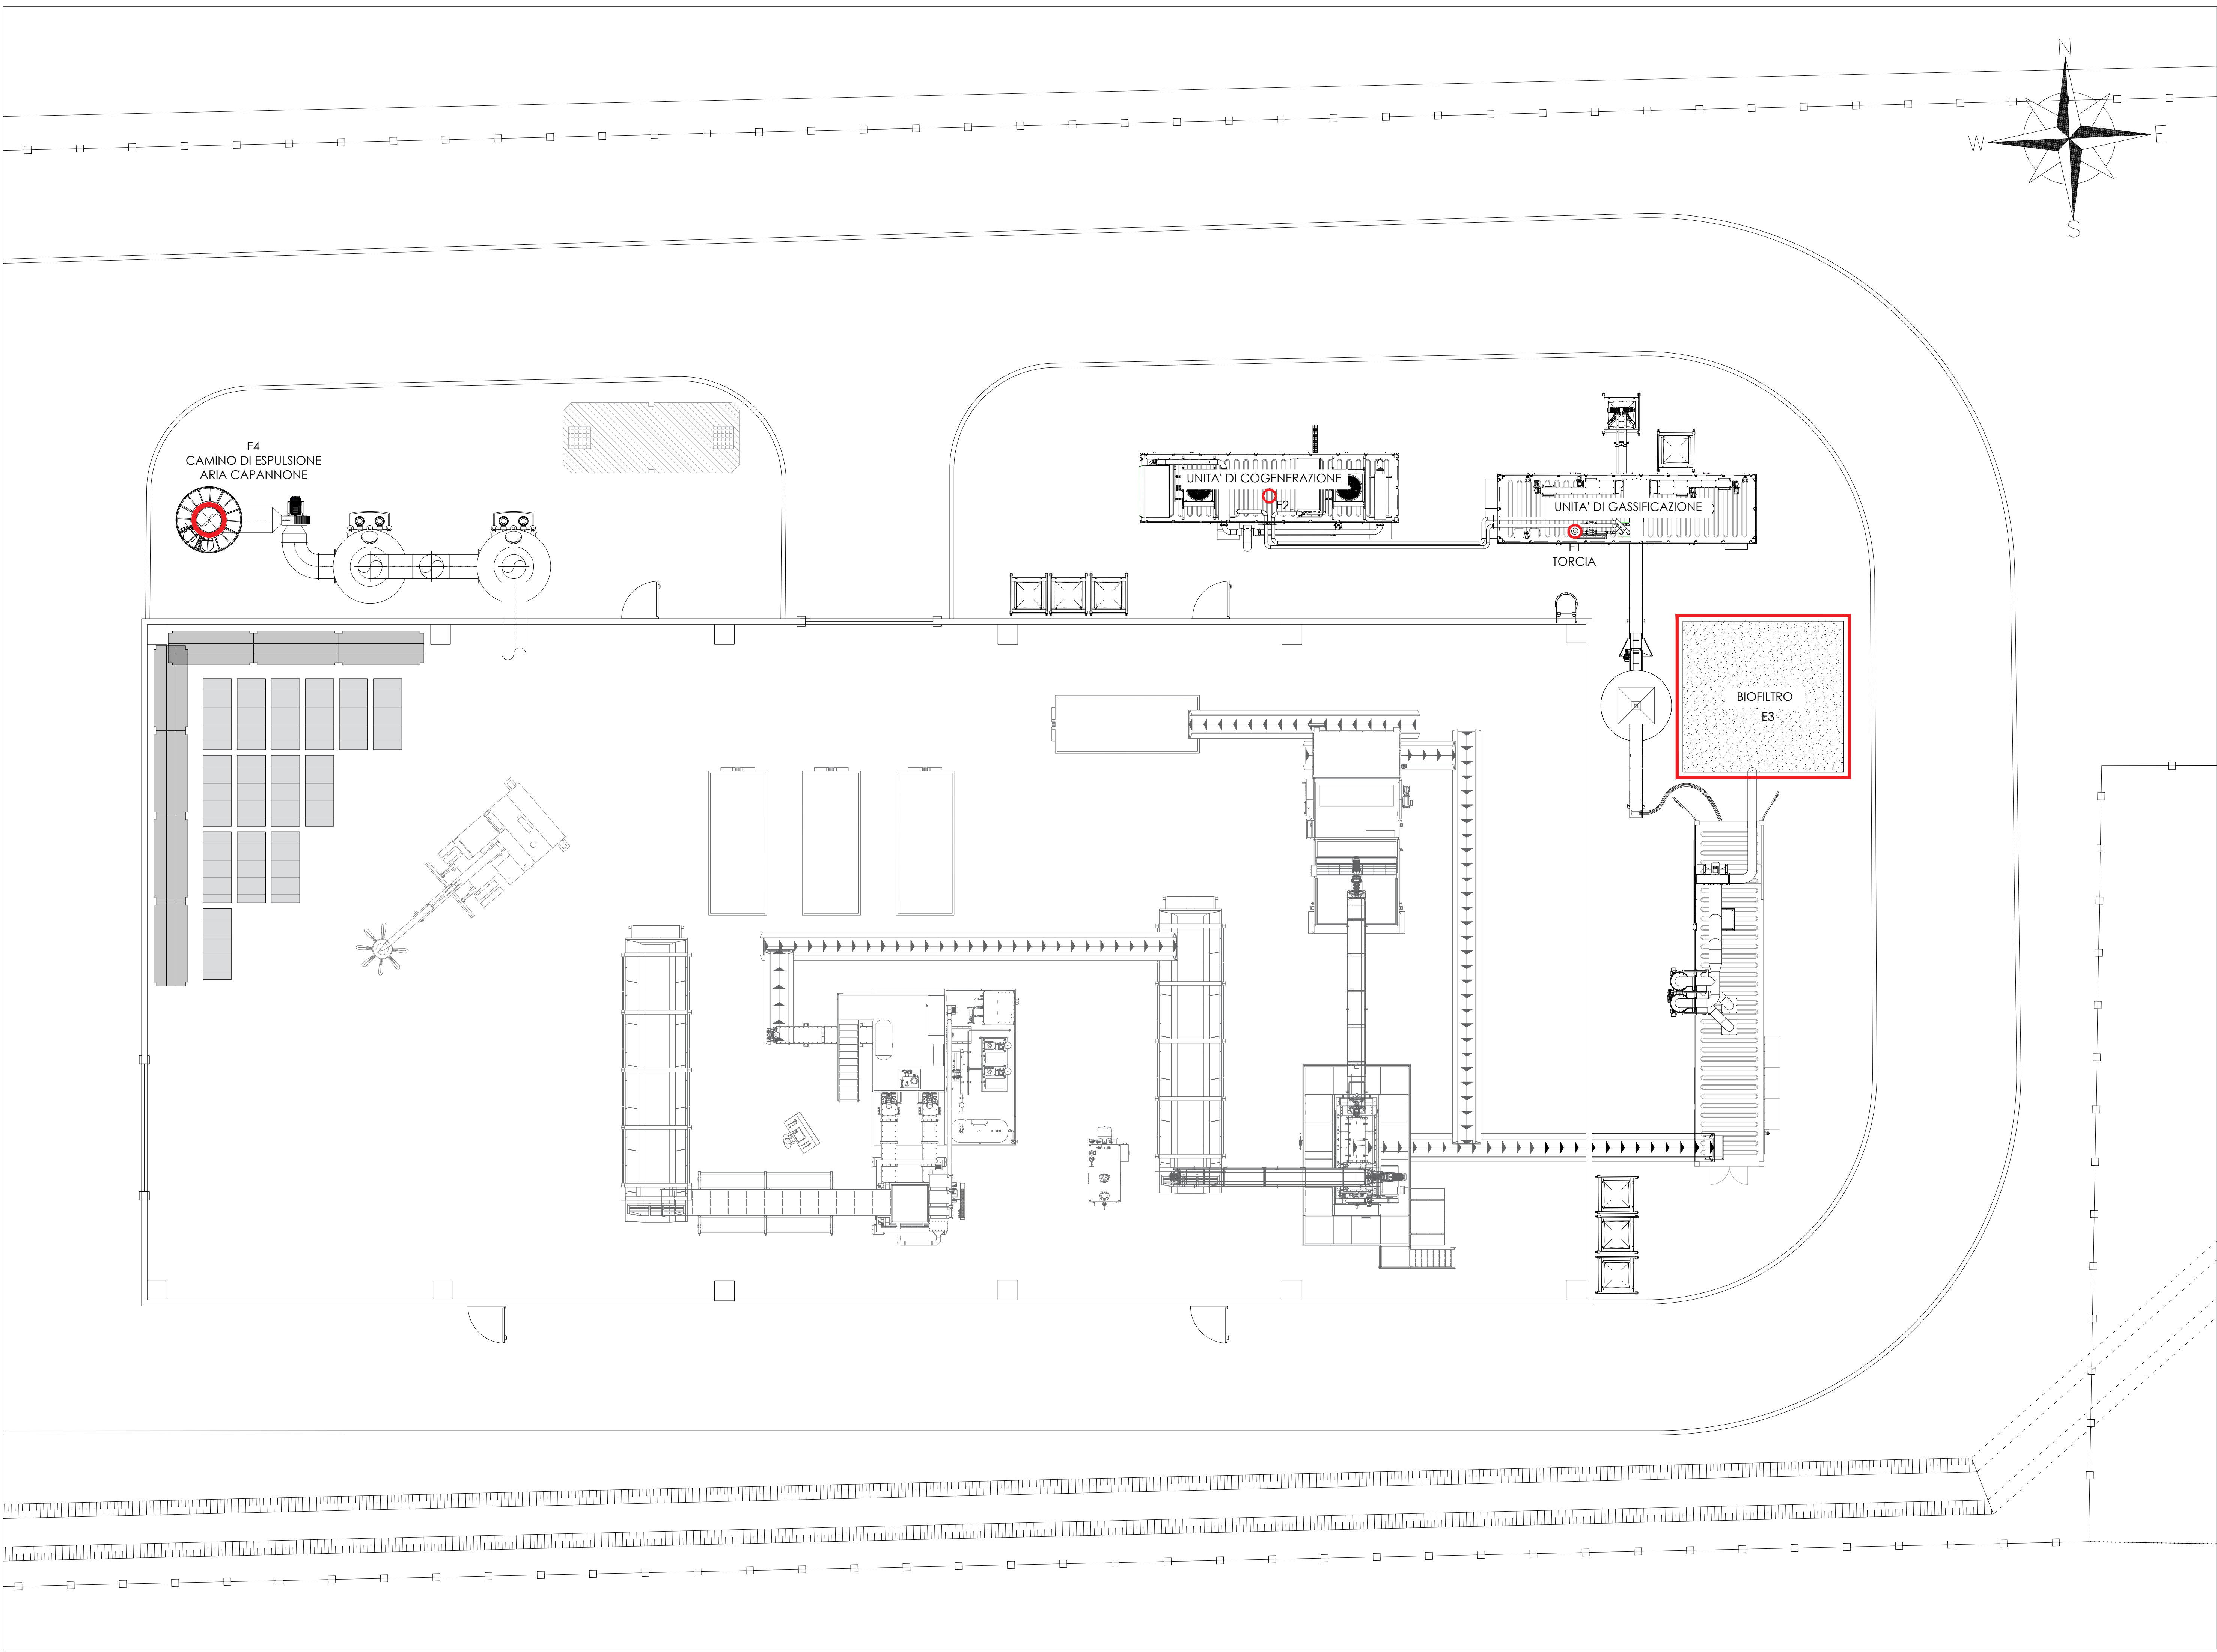 N
W
E
S
E4
CAMINO DI ESPULSIONE
ARIA CAPANNONE
UNITA' DI COGENERAZIONE
E2
UNITA' DI GASSIFICAZIONE )
E1
TORCIA
BIOFILTRO
E3